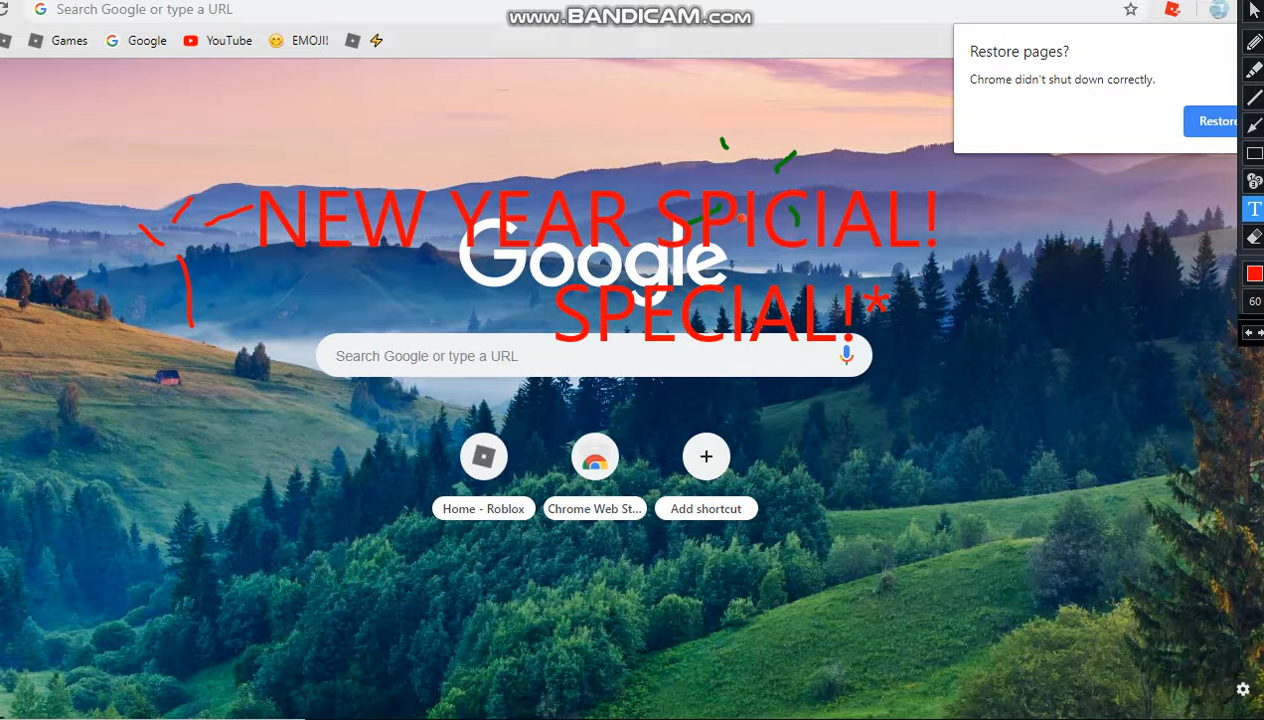 Search Google or type a URL
www.BANDICAM.com
Games
Google
YouTube
EMOJI!
Restore pages?
Chrome didn't shut down correctly.
Restore
NEW YEAR SPICIAL!
Google
SPECIAL!*
Search Google or type a URL
Home - Roblox
Chrome Web St...
Add shortcut
T
60